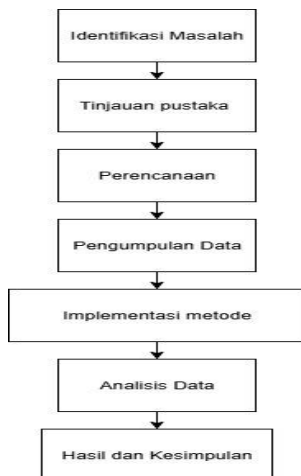 Identifikasi Masalah
Tinjauan pustaka
Perencanaan
Pengumpulan Data
Implementasi metode
Analisis Data
Hasil dan Kesimpulan